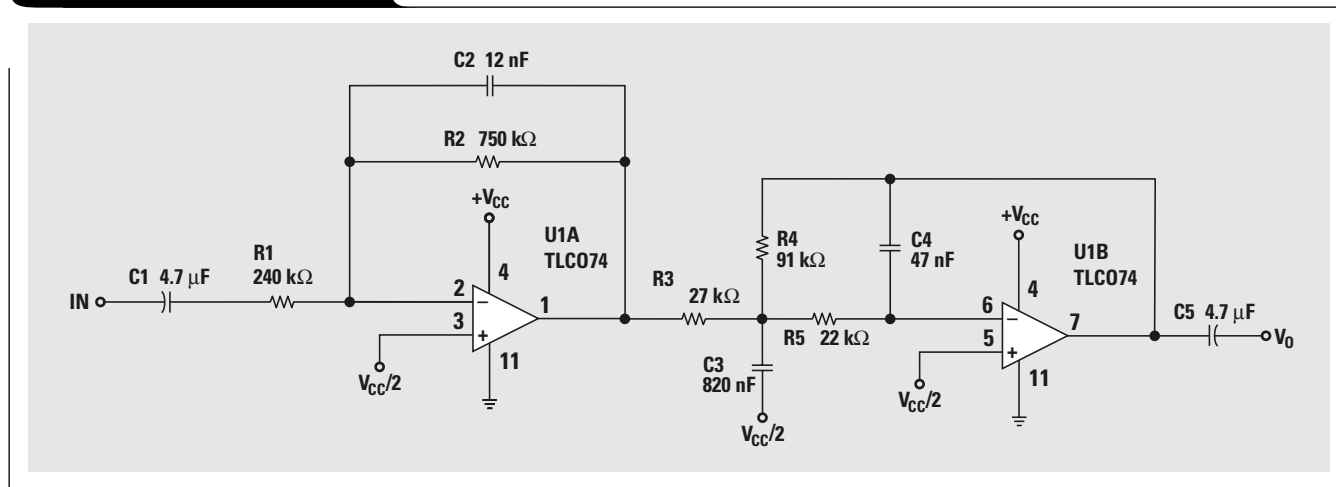 C2 12 nF
R2 750 kΩ
+VCC
U1A
TLC074
4
C1 4.7 μF
R1
240 kΩ
IN
2
3
−
+
1
11
VCC/2
R3
27 kΩ
R4
91 kΩ
C4
47 nF
R5 22 kΩ
C3
820 nF
VCC/2
+VCC
U1B
TLC074
4
6
5
−
+
7
11
VCC/2
C5 4.7 μF
VO